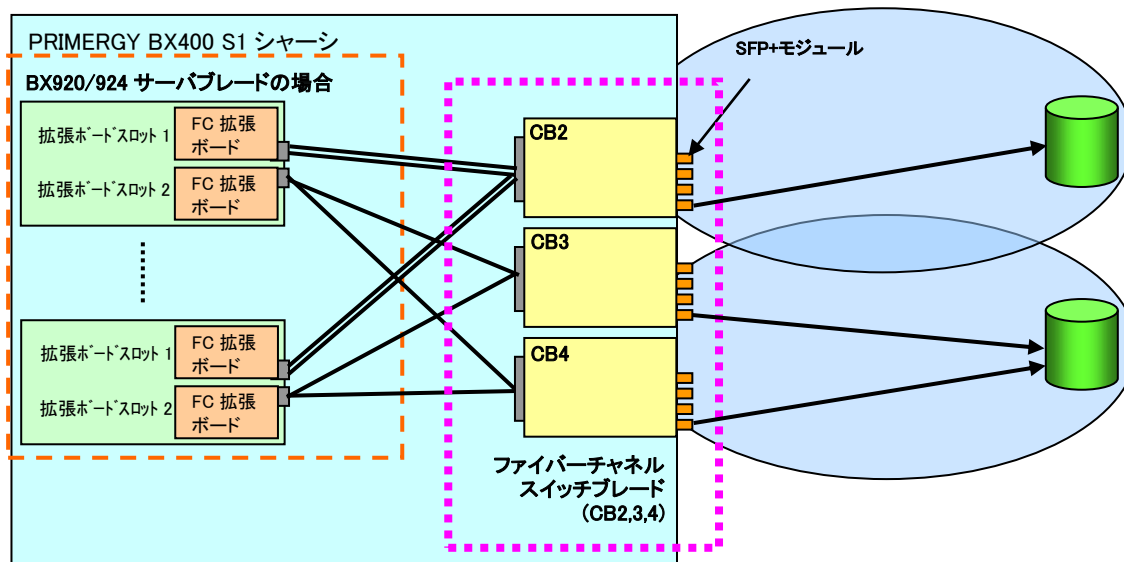 PRIMERGY BX400 S1 シャーシ
BX920/924 サーバブレードの場合
拡張ボードスロット 1
FC 拡張
ボード
拡張ボードスロット 2
FC 拡張
ボード
拡張ボードスロット 1
FC 拡張
ボード
拡張ボードスロット 2
FC 拡張
ボード
CB2
CB3
CB4
ファイバーチャネル
スイッチブレード
(CB2,3,4)
SFP+モジュール